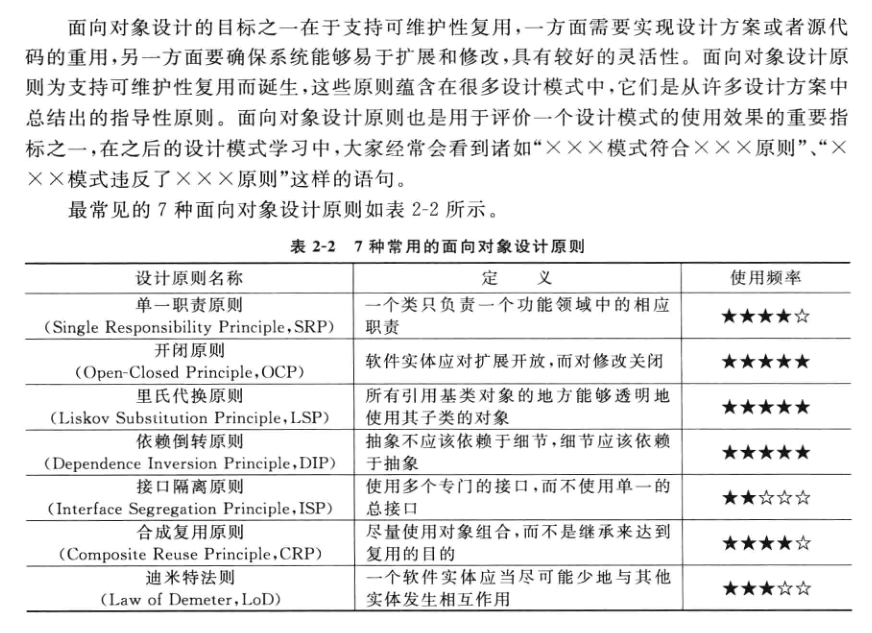 面向对象设计的目标之一在于支持可维护性复用,一方面需要实现设计方案或者源代
码的重用,另一方面要确保系统能够易于扩展和修改,具有较好的灵活性。面向对象设计原
则为支持可维护性复用而诞生,这些原则蕴含在很多设计模式中,它们是从许多设计方案中
总结出的指导性原则。面向对象设计原则也是用于评价一个设计模式的使用效果的重要指
标之一,在之后的设计模式学习中,大家经常会看到诸如“×××模式符合×××原则”、“×
××模式违反了×××原则”这样的语句。
最常见的 7 种面向对象设计原则如表 2-2 所示。
表 2-2 7 种常用的面向对象设计原则
设计原则名称 定 义 使用频率
单一职责原则
(Single Responsibility Principle,SRP)
一个类只负责一个功能领域中的相应
职责
★★★★☆
开闭原则
(Open-Closed Principle,OCP)
软件实体应对扩展开放,而对修改关闭
★★★★★
里氏代换原则
(Liskov Substitution Principle,LSP)
所有引用基类对象的地方能够透明地
使用其子类的对象
★★★★★
依赖倒转原则
(Dependence Inversion Principle,DIP)
抽象不应该依赖于细节,细节应该依赖
于抽象
★★★★★
接口隔离原则
(Interface Segregation Principle,ISP)
使用多个专门的接口,而不使用单一的
总接口
★★☆☆☆
合成复用原则
(Composite Reuse Principle,CRP)
尽量使用对象组合,而不是继承来达到
复用的目的
★★★★☆
迪米特法则
(Law of Demeter,LoD)
一个软件实体应当尽可能少地与其他
实体发生相互作用
★★★☆☆